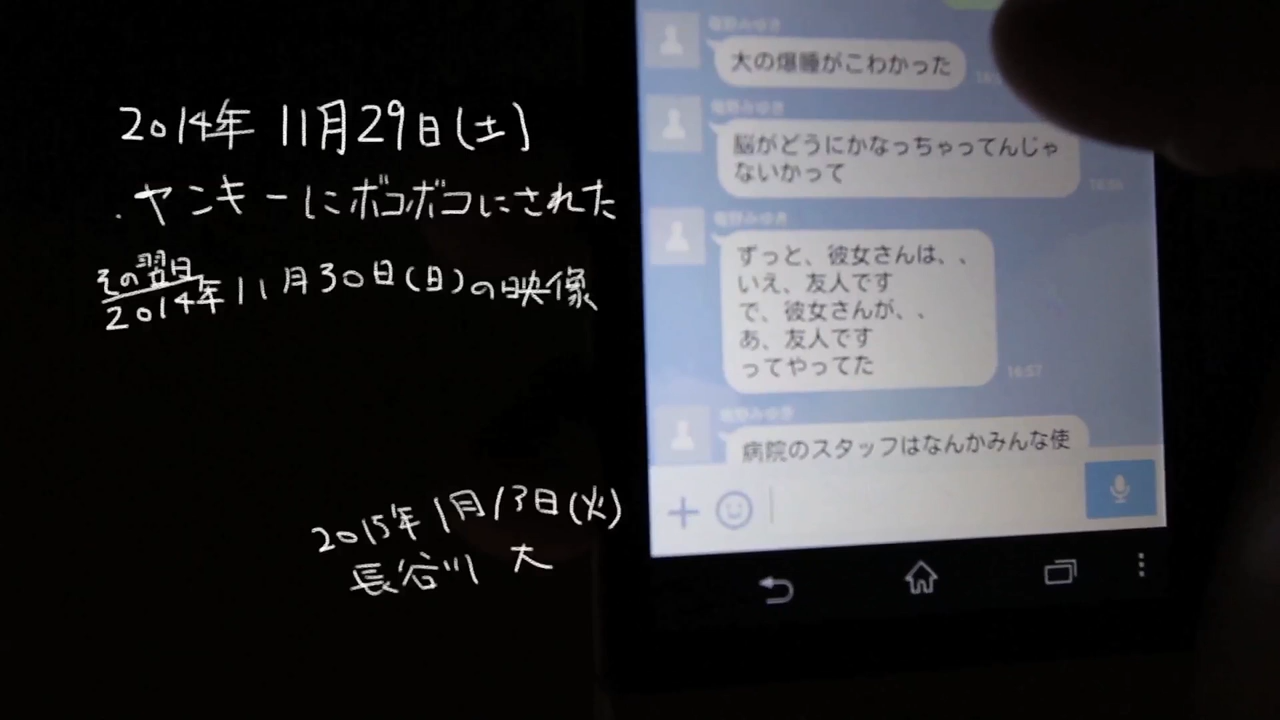 2014年 11月29日(土)
.ヤンキーにボコボコにされた
その翌日
2014年11月30日(日)の映像
2015年1月13日(火)
長谷川 大
大の爆睡がこわかった
脳がどうにかなっちゃってんじゃ
ないかって
16:56
ずっと、彼女さんは、、
いえ、友人です
で、彼女さんが、、
あ、友人です
ってやってた
16:57
病院のスタッフはなんかみんな使